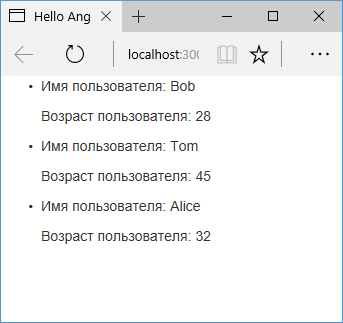 Hello Ang
localhost:300
• Имя пользователя: Bob
Возраст пользователя: 28
• Имя пользователя: Tom
Возраст пользователя: 45
• Имя пользователя: Alice
Возраст пользователя: 32